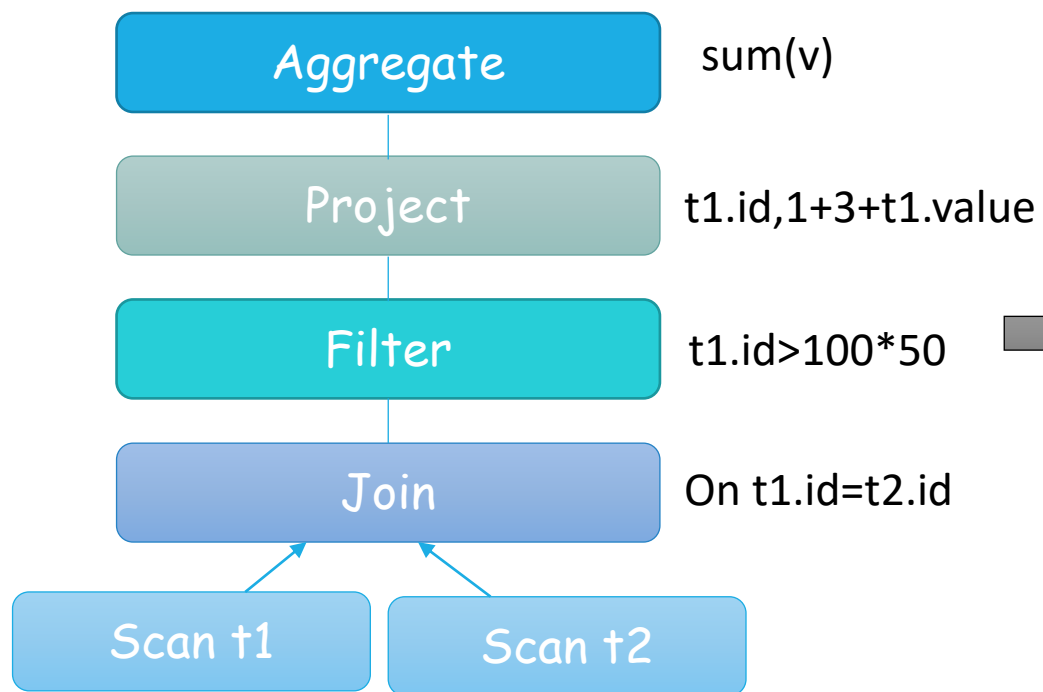 Aggregate sum(v)
Project t1.id,1+3+t1.value
Filter t1.id>100*50
Join On t1.id=t2.id
Scan t1 Scan t2